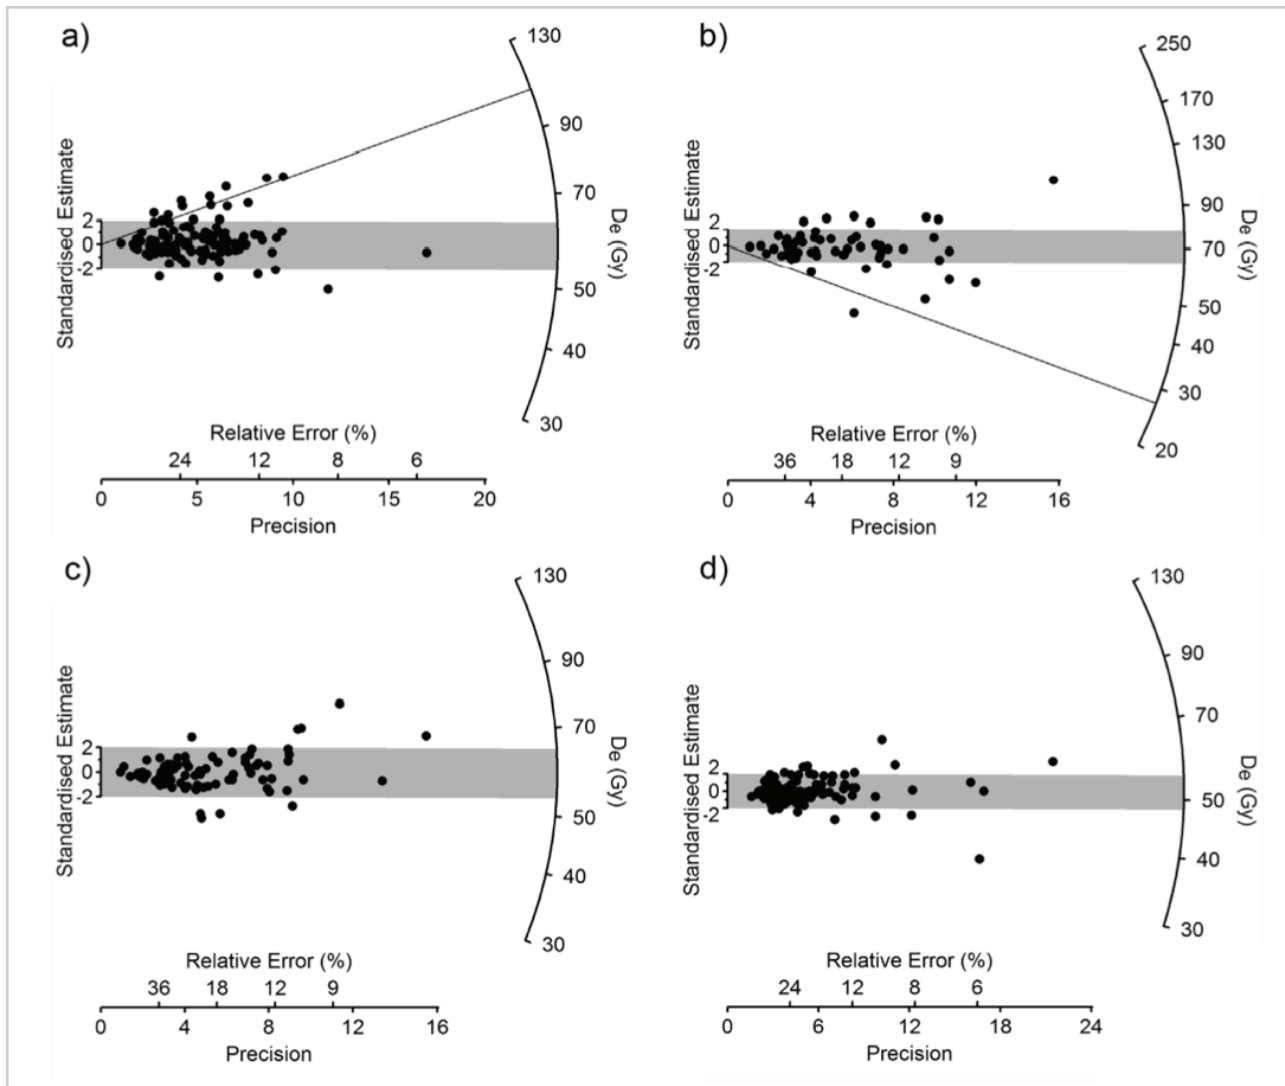 a)
130
90
70
50
40
30
De (Gy)
Standardised Estimate
2
0
-2
Relative Error (%)
24 12 8 6
0 5 10 15 20
Precision
b)
250
170
130
90
70
50
40
30
20
De (Gy)
Standardised Estimate
2
0
-2
Relative Error (%)
36 18 12 9
0 4 8 12 16
Precision
c)
130
90
70
50
40
30
De (Gy)
Standardised Estimate
2
0
-2
Relative Error (%)
36 18 12 9
0 4 8 12 16
Precision
d)
130
90
70
50
40
30
De (Gy)
Standardised Estimate
2
0
-2
Relative Error (%)
24 12 8 6
0 6 12 18 24
Precision